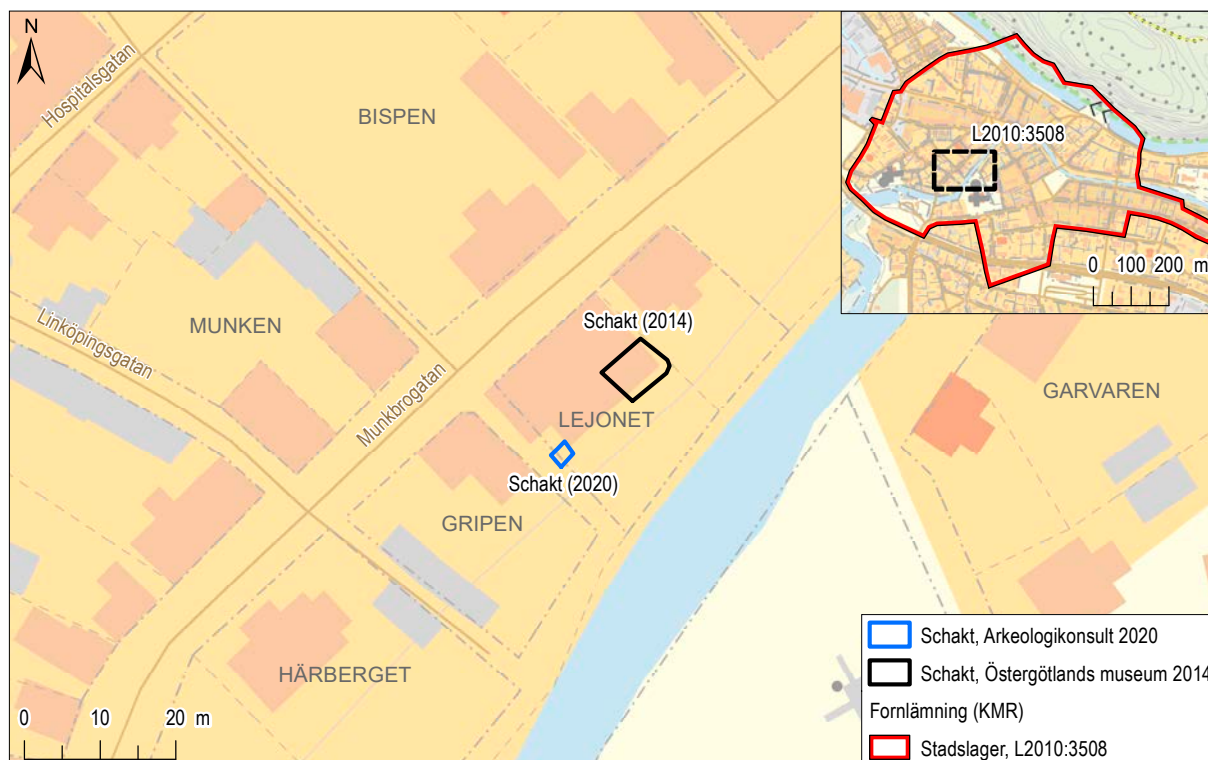 N
Hospitalsgatan
BISPEN
L2010:3508
0 100 200 m
Linköpingsgatan
MUNKEN
Schakt (2014)
Munkbrogatan
LEJONET
GARVAREN
Schakt (2020)
GRIPEN
HÄRBERGET
0 10 20 m
Schakt, Arkeologikonsult 2020
Schakt, Östergötlands museum 2014
Fornlämning (KMR)
Stadslager, L2010:3508